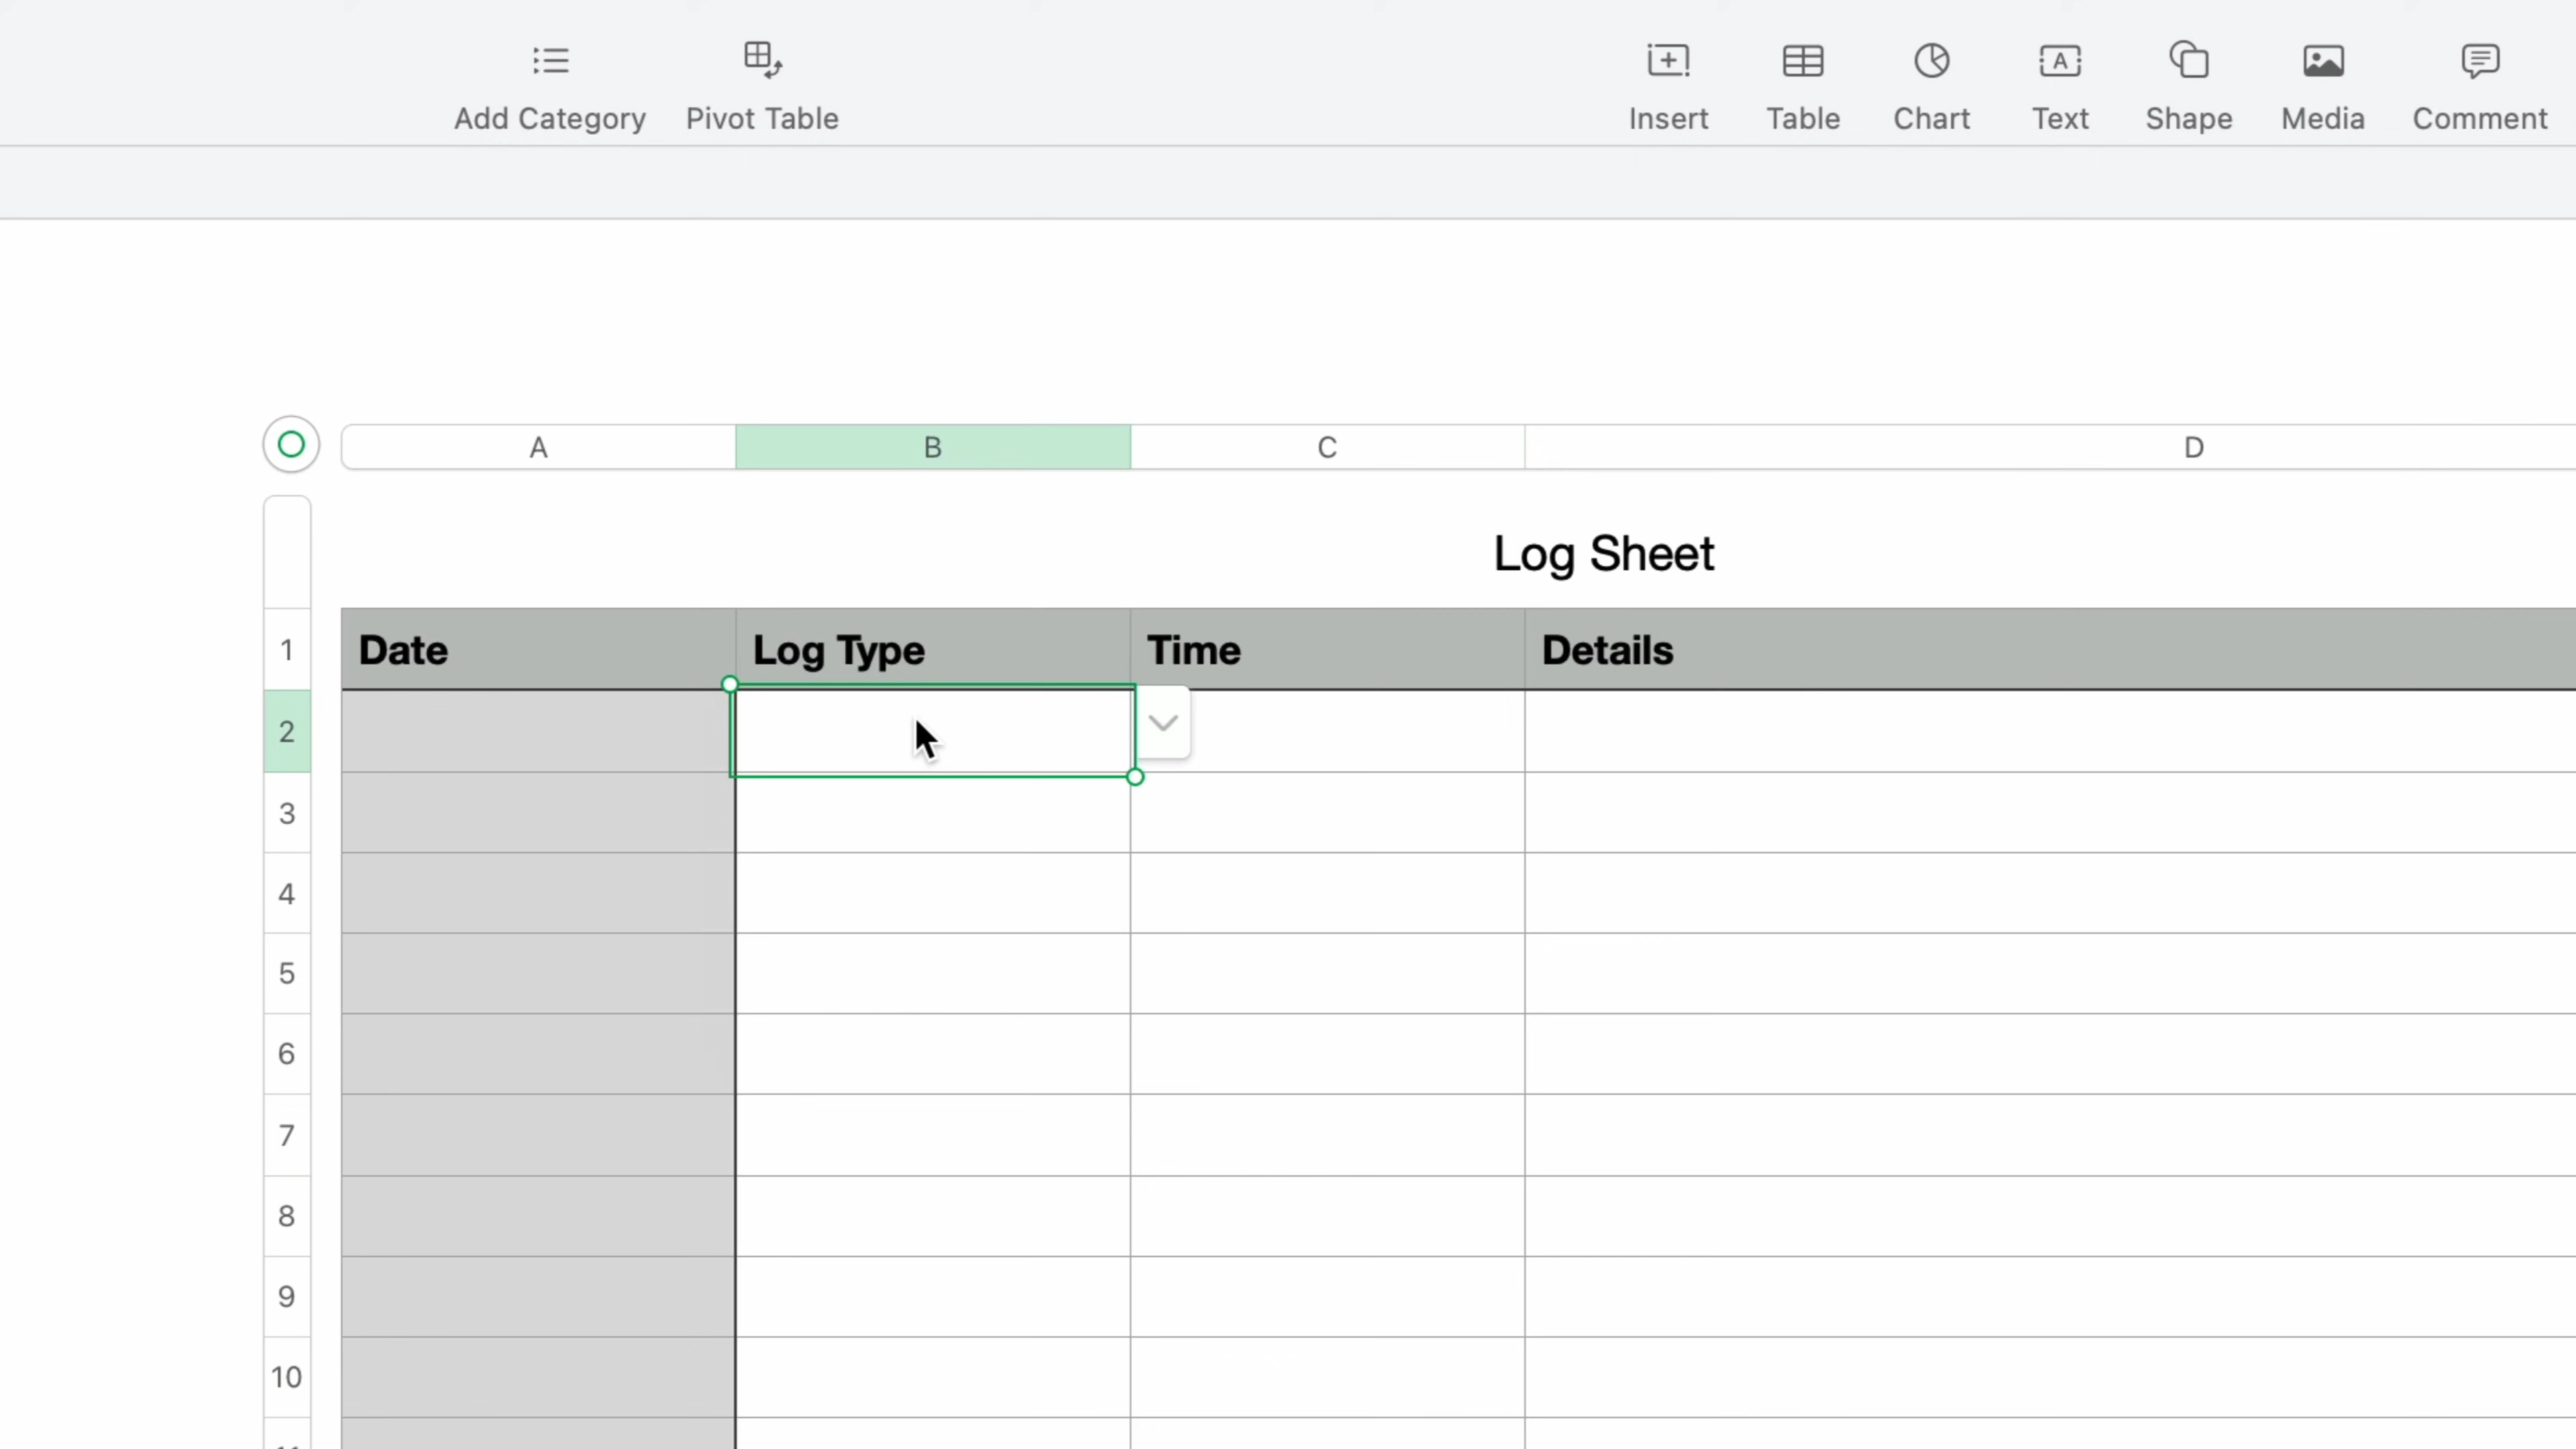 Add Category Pivot Table Insert Table Chart Text Shape Media Comment
A B C D
Log Sheet
1 Date Log Type Time Details
2
3
4
5
6
7
8
9
10